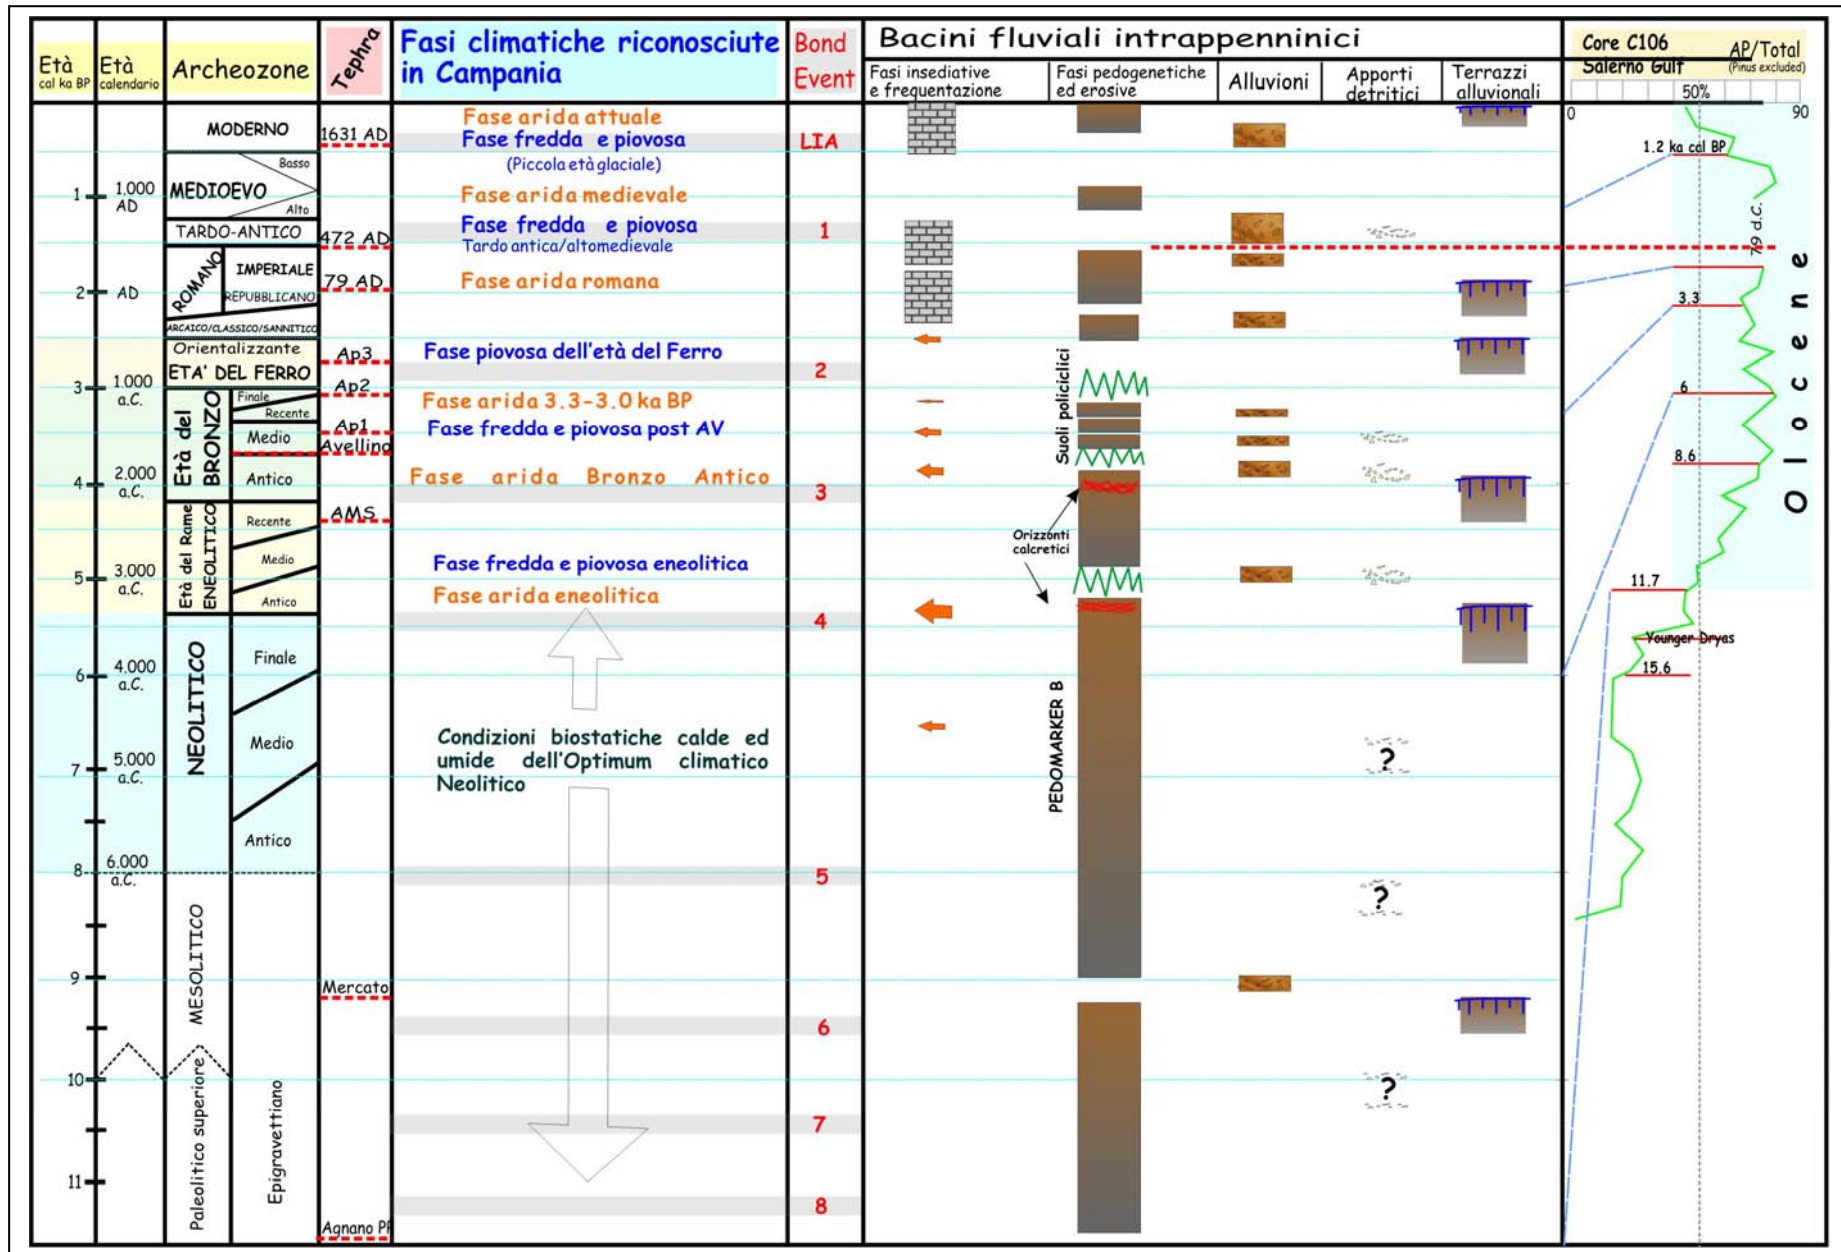 Età
cal ka BP
Età
calendario
Archeozone
Tephra
Fasi climatiche riconosciute
in Campania
Bond
Event
Bacini fluviali intrappenninici
Fasi insediative
e frequentazione
Fasi pedogenetiche
ed erosive
Alluvioni
Apporti
detritici
Terrazzi
alluvionali
Core C106
Salerno Gulf
AP/Total
(Pinus excluded)
50%
0
90
MODERNO
1631 AD
Fase arida attuale
Fase fredda e piovosa
(Piccola età glaciale)
LIA
1.2 ka cal BP
Basso
MEDIOEVO
Alto
1
1.000
AD
Fase arida medievale
TARDO-ANTICO
472 AD
Fase fredda e piovosa
Tardo antica/altomedievale
1
79 d.C.
ROMANO
IMPERIALE
REPUBBLICANO
79 AD
Fase arida romana
2
AD
3.3
ARCAICO/CLASSICO/SANNITICO
Orientalizzante
ETA' DEL FERRO
Ap3
Fase piovosa dell'età del Ferro
2
3
1.000
a.C.
Ap2
6
Età del
BRONZO
Finale
Recente
Medio
Antico
Fase arida 3.3-3.0 ka BP
Ap1
Avellino
Fase fredda e piovosa post AV
Suoli policiclici
8.6
Olocene
4
2.000
a.C.
Fase arida Bronzo Antico
3
AMS
Età del Rame
ENEOLITICO
Recente
Medio
Antico
Orizzonti
calcretici
5
3.000
a.C.
Fase fredda e piovosa eneolitica
Fase arida eneolitica
4
11.7
Younger Dryas
15.6
NEOLITICO
Finale
Medio
Antico
6
4.000
a.C.
PEDOMARKER B
Condizioni biostatiche calde ed
umide dell'Optimum climatico
Neolitico
7
5.000
a.C.
?
8
6.000
a.C.
5
?
MESOLITICO
9
Mercato
6
10
?
Paleolitico superiore
Epigravettiano
7
11
8
Agnano PP